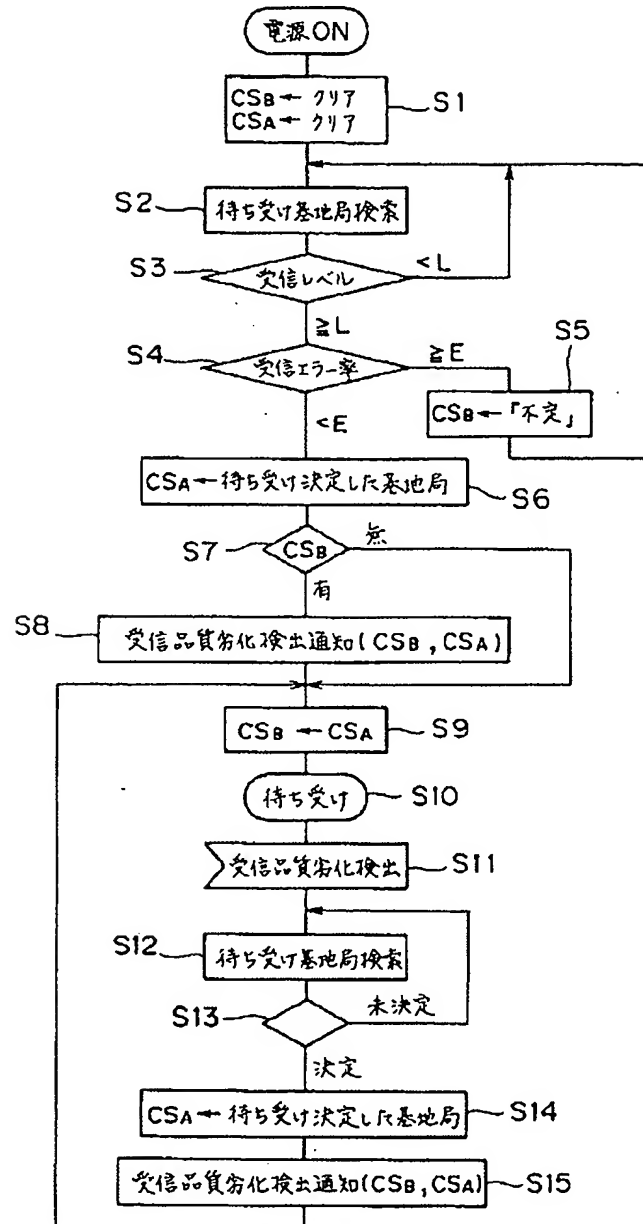 電源ON
CSB← クリア
CSA← クリア
S1
S2
待ち受け基地局検索
S3
受信レベル
<L
≧L
S4
受信エラー率
≧E
S5
CSB←「不定」
<E
CSA←待ち受け決定した基地局
S6
S7
CSB
無
有
S8
受信品質劣化検出通知(CSB,CSA)
CSB ← CSA
S9
待ち受け
S10
受信品質劣化検出
S11
S12
待ち受け基地局検索
S13
未決定
決定
CSA← 待ち受け決定した基地局
S14
受信品質劣化検出通知(CSB,CSA)
S15